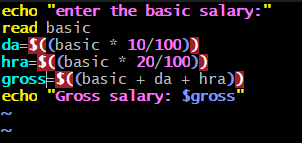 echo "enter the basic salary:"
read basic
da=$((basic * 10/100))
hra=$((basic * 20/100))
gross=$((basic + da + hra))
echo "Gross salary: $gross"
~
~